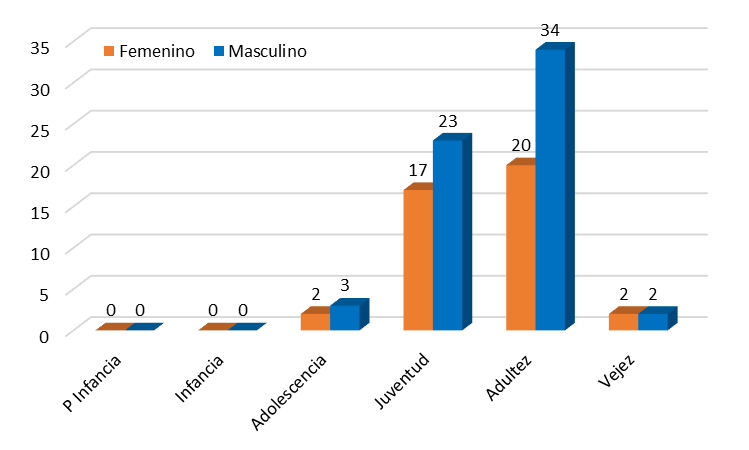 35
30
25
20
15
10
5
0
Femenino Masculino
0 0 0 0 2 3 17 23 20 34 2 2
P Infancia
Infancia
Adolescencia
Juventud
Adultez
Vejez